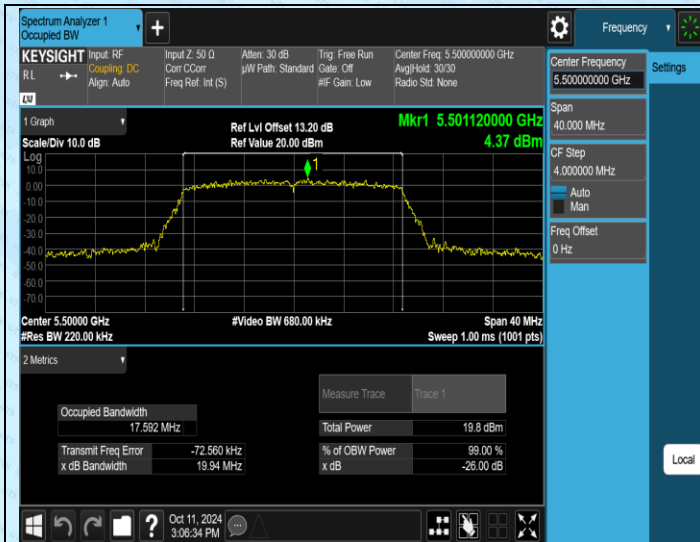 Spectrum Analyzer 1
Occupied BW
+
Frequency
KEYSIGHT
RL
LXI
Input: RF
Coupling: DC
Align: Auto
Input Z: 50 Ω
Corr CCorr
Freq Ref: Int (S)
Atten: 30 dB
µW Path: Standard
Trig: Free Run
Gate: Off
#IF Gain: Low
Center Freq: 5.500000000 GHz
Avg|Hold: 30/30
Radio Std: None
Center Frequency
5.500000000 GHz
Settings
Span
40.000 MHz
CF Step
4.000000 MHz
Auto
Man
Freq Offset
0 Hz
Local
1 Graph
Scale/Div 10.0 dB
Ref Lvl Offset 13.20 dB
Ref Value 20.00 dBm
Mkr1 5.501120000 GHz
4.37 dBm
Log
10.0
0.00
-10.0
-20.0
-30.0
-40.0
-50.0
-60.0
-70.0
1
Center 5.50000 GHz
#Video BW 680.00 kHz
Span 40 MHz
#Res BW 220.00 kHz
Sweep 1.00 ms (1001 pts)
2 Metrics
Measure Trace
Trace 1
Occupied Bandwidth
17.592 MHz
Total Power
19.8 dBm
Transmit Freq Error
-72.560 kHz
% of OBW Power
99.00 %
x dB Bandwidth
19.94 MHz
x dB
-26.00 dB
?
Oct 11, 2024
3:06:34 PM